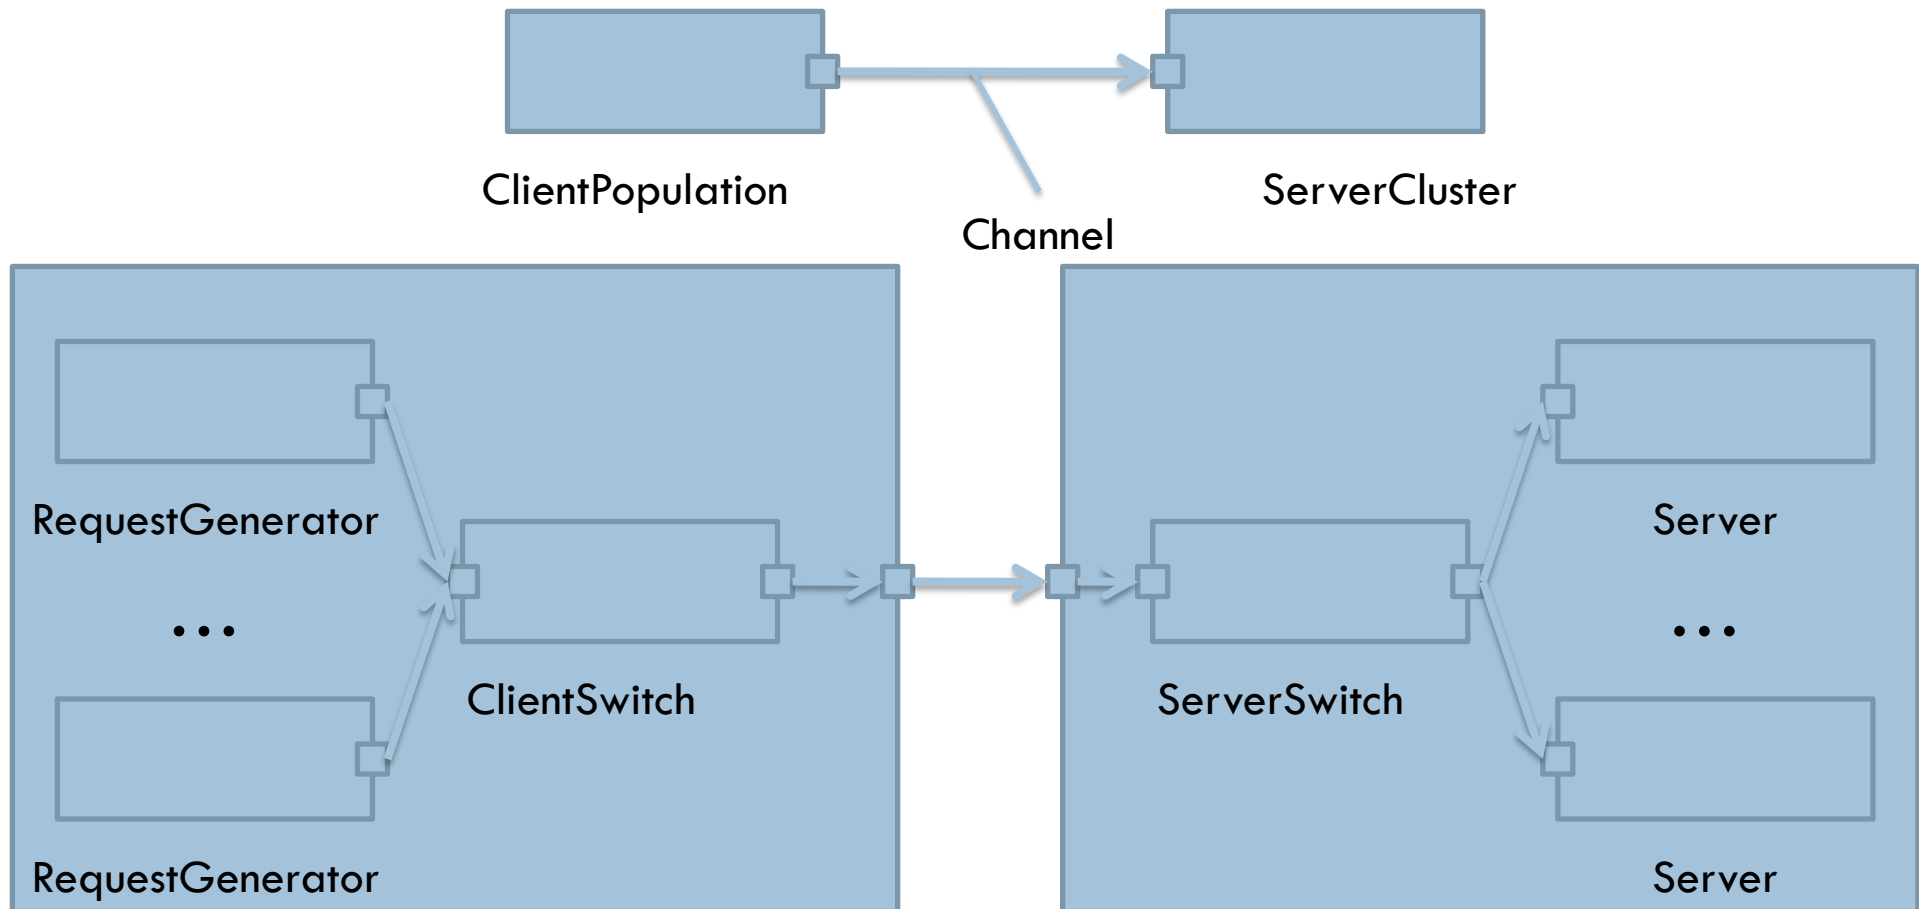 ClientPopulation
ServerCluster
Channel
RequestGenerator
Server
...
...
ClientSwitch
ServerSwitch
RequestGenerator
Server